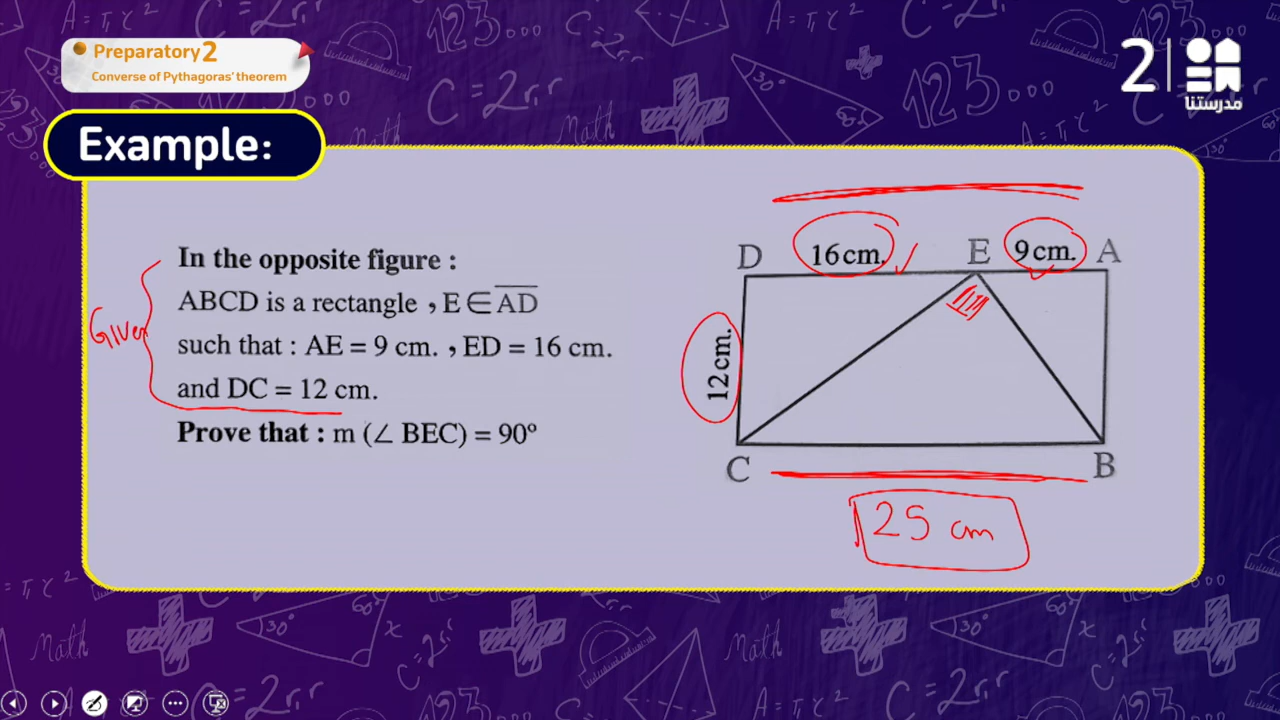 Preparatory 2
Converse of Pythagoras' theorem
2
مدرستنا
Example:
In the opposite figure :
ABCD is a rectangle , E ∈ AD
such that : AE = 9 cm. , ED = 16 cm.
and DC = 12 cm.
Prove that : m (∠ BEC) = 90°
Given
D
16 cm.
E
9 cm.
A
12 cm.
C
B
25 cm